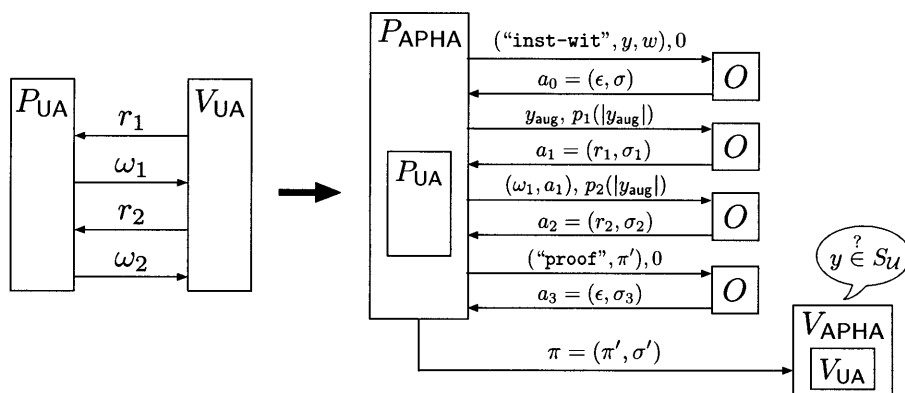 P_UA
V_UA
r_1
ω_1
r_2
ω_2
P_APHA
P_UA
("inst-wit", y, w), 0
a_0 = (ϵ, σ)
O
y_aug, p_1(|y_aug|)
a_1 = (r_1, σ_1)
O
(ω_1, a_1), p_2(|y_aug|)
a_2 = (r_2, σ_2)
O
("proof", π′), 0
a_3 = (ϵ, σ_3)
O
π = (π′, σ′)
y ∈? S_U
V_APHA
V_UA